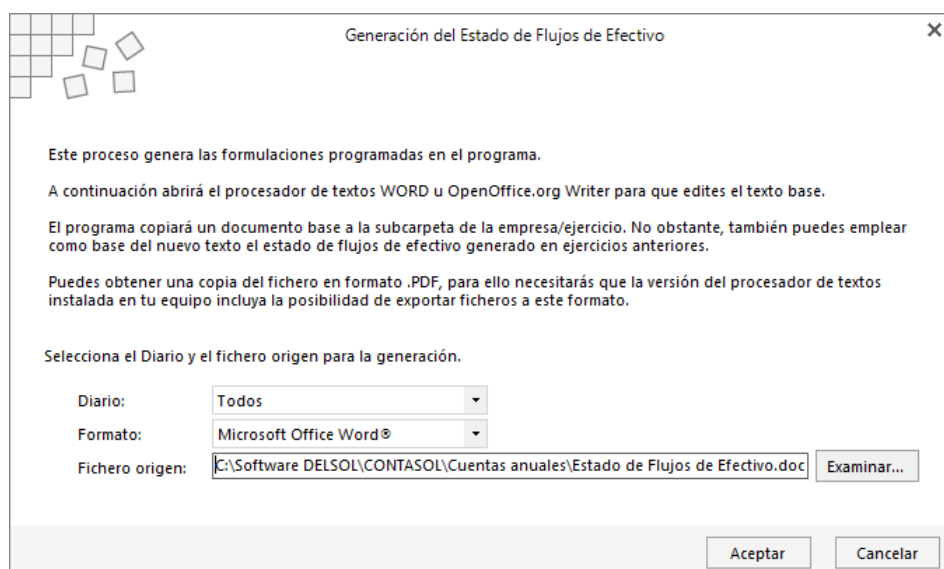 Generación del Estado de Flujos de Efectivo
Este proceso genera las formulaciones programadas en el programa.
A continuación abrirá el procesador de textos WORD u OpenOffice.org Writer para que edites el texto base.
El programa copiará un documento base a la subcarpeta de la empresa/ejercicio. No obstante, también puedes emplear
como base del nuevo texto el estado de flujos de efectivo generado en ejercicios anteriores.
Puedes obtener una copia del fichero en formato .PDF, para ello necesitarás que la versión del procesador de textos
instalada en tu equipo incluya la posibilidad de exportar ficheros a este formato.
Selecciona el Diario y el fichero origen para la generación.
Diario: Todos
Formato: Microsoft Office Word®
Fichero origen: C:\Software DELSOL\CONTASOL\Cuentas anuales\Estado de Flujos de Efectivo.doc Examinar...
Aceptar Cancelar